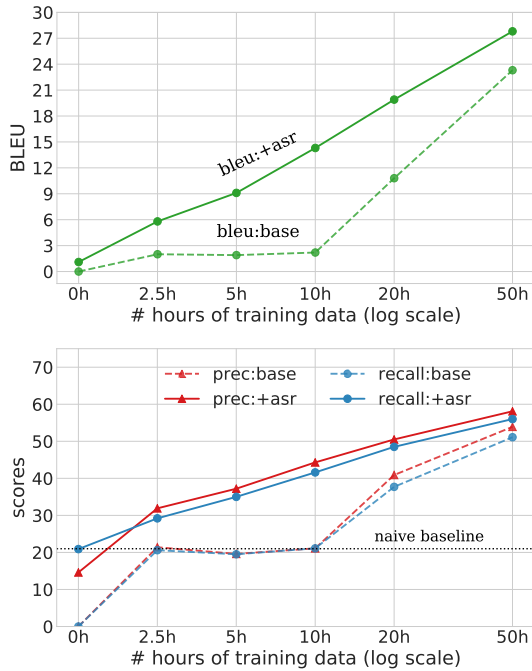 30
27
24
21
18
15
12
9
6
3
0
BLEU
bleu:+asr
bleu:base
0h 2.5h 5h 10h 20h 50h
# hours of training data (log scale)
70
60
50
40
30
20
10
0
scores
prec:base recall:base
prec:+asr recall:+asr
naive baseline
0h 2.5h 5h 10h 20h 50h
# hours of training data (log scale)